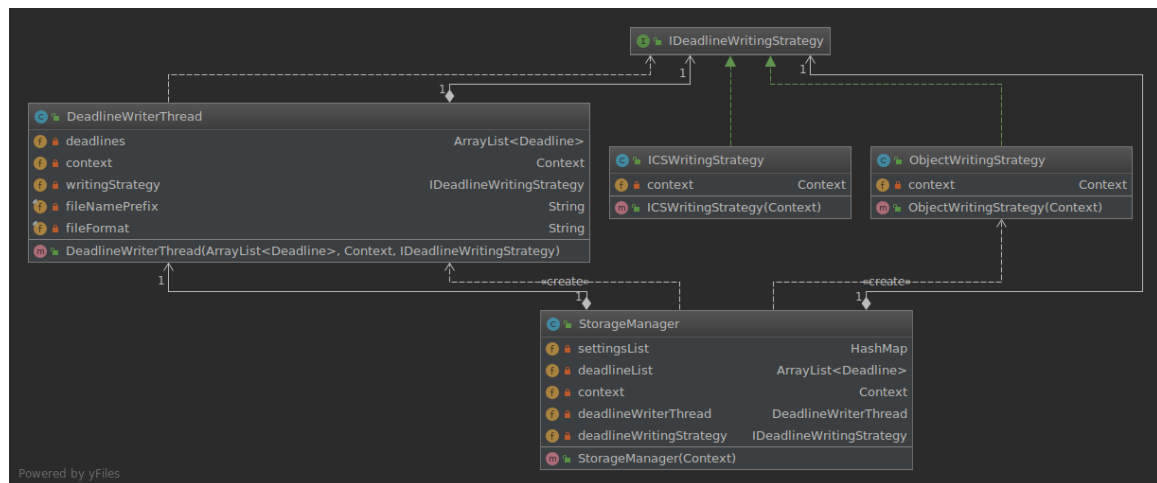 IDeadlineWritingStrategy
1
1
1
DeadlineWriterThread
deadlines ArrayList<Deadline>
context Context
writingStrategy IDeadlineWritingStrategy
fileNamePrefix String
fileFormat String
DeadlineWriterThread(ArrayList<Deadline>, Context, IDeadlineWritingStrategy)
ICSWritingStrategy
context Context
ICSWritingStrategy(Context)
ObjectWritingStrategy
context Context
ObjectWritingStrategy(Context)
1
«create»
«create»
1
1
StorageManager
settingsList HashMap
deadlineList ArrayList<Deadline>
context Context
deadlineWriterThread DeadlineWriterThread
deadlineWritingStrategy IDeadlineWritingStrategy
StorageManager(Context)
Powered by yFiles